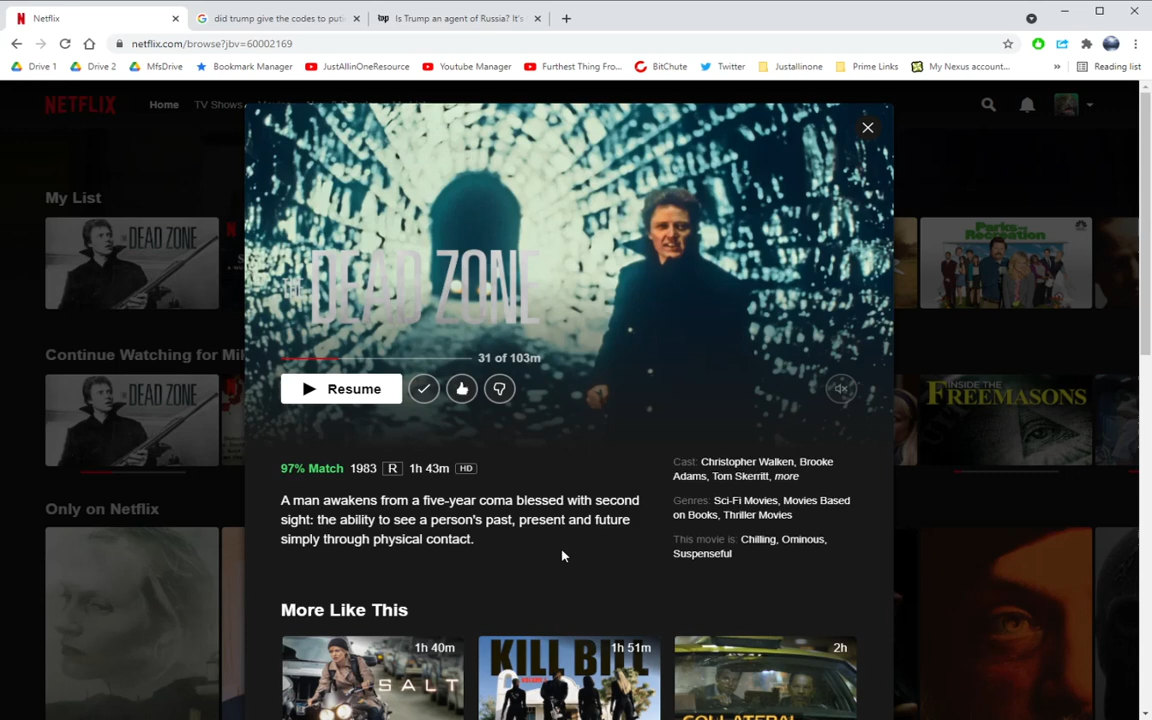 Netflix
did trump give the codes to puti
Is Trump an agent of Russia? It's
netflix.com/browse?jbv=60002169
Drive 1
Drive 2
MfsDrive
Bookmark Manager
JustAllinOneResource
Youtube Manager
Furthest Thing Fro...
BitChute
Twitter
Justallinone
Prime Links
My Nexus account...
»
Reading list
NETFLIX
Home
TV Shows
My List
THE DEAD ZONE
Parks and Recreation
THE DEAD ZONE
31 of 103m
Continue Watching for Mi
Resume
THE DEAD ZONE
INSIDE THE
FREEMASONS
97% Match 1983 R 1h 43m HD
Cast: Christopher Walken, Brooke
Adams, Tom Skerritt, more
A man awakens from a five-year coma blessed with second
sight: the ability to see a person's past, present and future
simply through physical contact.
Genres: Sci-Fi Movies, Movies Based
on Books, Thriller Movies
This movie is: Chilling, Ominous,
Suspenseful
Only on Netflix
More Like This
1h 40m
SALT
1h 51m
KILL BILL
2h
COLLATERAL